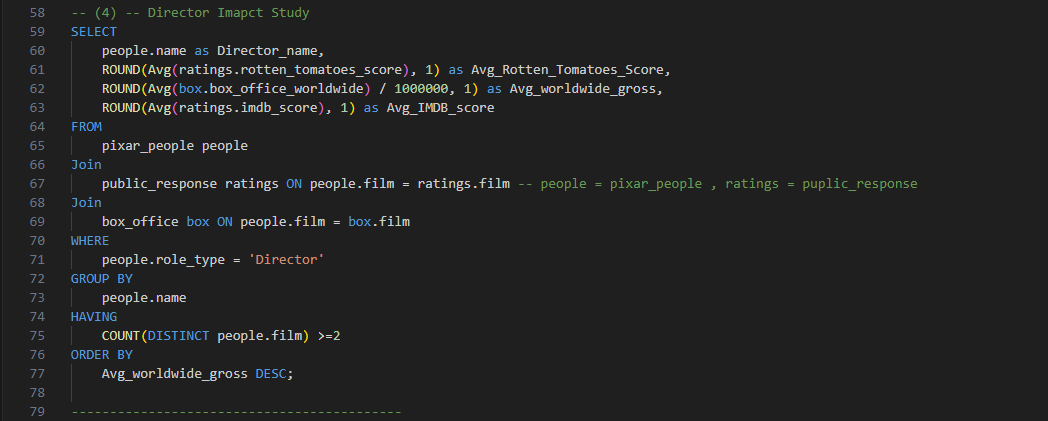 58 -- (4) -- Director Imapct Study
59 SELECT
60 people.name as Director_name,
61 ROUND(Avg(ratings.rotten_tomatoes_score), 1) as Avg_Rotten_Tomatoes_Score,
62 ROUND(Avg(box.box_office_worldwide) / 1000000, 1) as Avg_worldwide_gross,
63 ROUND(Avg(ratings.imdb_score), 1) as Avg_IMDB_score
64 FROM
65 pixar_people people
66 Join
67 public_response ratings ON people.film = ratings.film -- people = pixar_people , ratings = puplic_response
68 Join
69 box_office box ON people.film = box.film
70 WHERE
71 people.role_type = 'Director'
72 GROUP BY
73 people.name
74 HAVING
75 COUNT(DISTINCT people.film) >=2
76 ORDER BY
77 Avg_worldwide_gross DESC;
78
79 -------------------------------------------